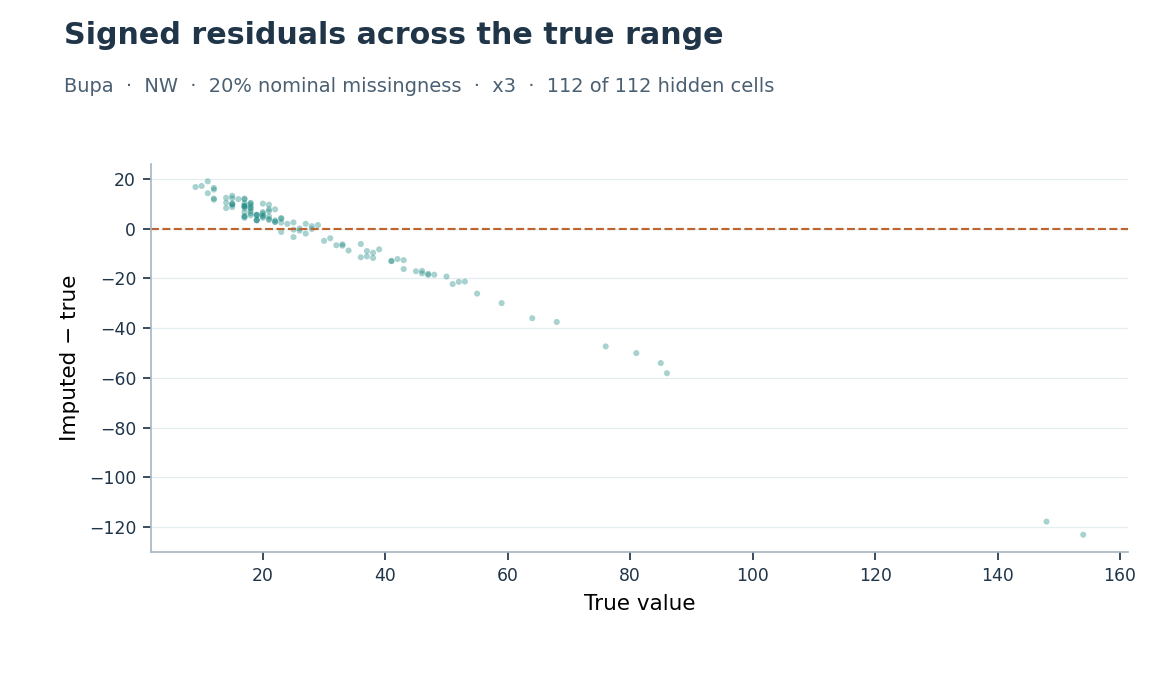 Signed residuals across the true range
Bupa · NW · 20% nominal missingness · x3 · 112 of 112 hidden cells
Imputed − true
20
0
−20
−40
−60
−80
−100
−120
20 40 60 80 100 120 140 160
True value